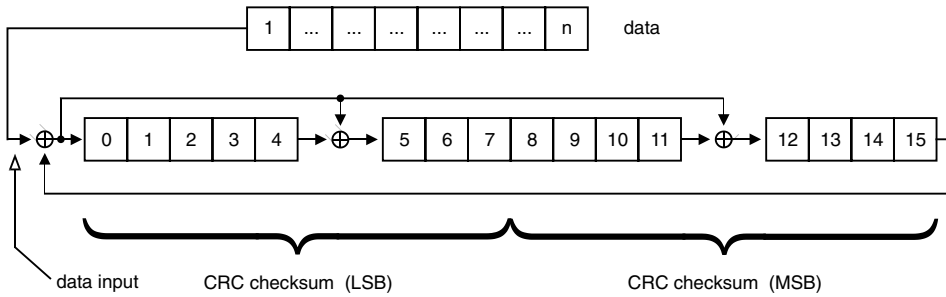 1 ... ... ... ... ... n data
0 1 2 3 4 5 6 7 8 9 10 11 12 13 14 15
data input CRC checksum (LSB) CRC checksum (MSB)